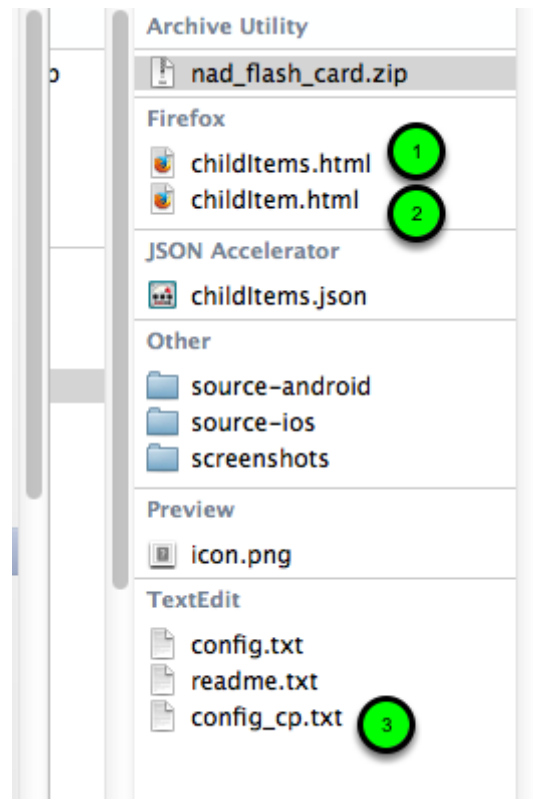 Archive Utility
nad_flash_card.zip
Firefox
childItems.html 1
childItem.html 2
JSON Accelerator
childItems.json
Other
source-android
source-ios
screenshots
Preview
icon.png
TextEdit
config.txt
readme.txt
config_cp.txt 3